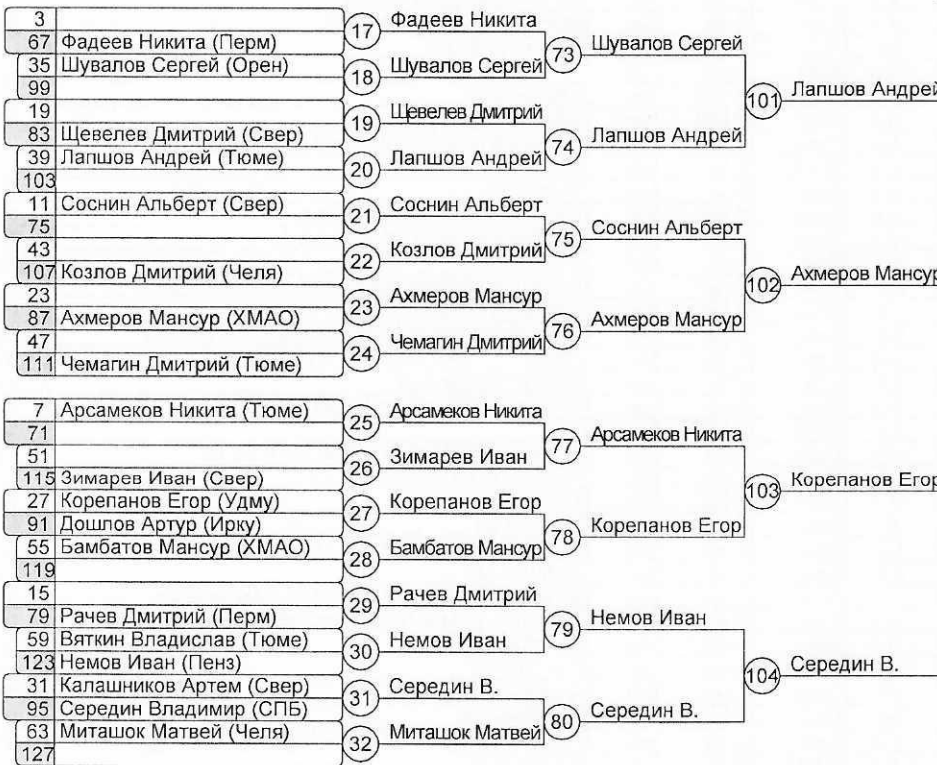 3
17 Фадеев Никита
67 Фадеев Никита (Перм)
73 Шувалов Сергей
35 Шувалов Сергей (Орен)
18 Шувалов Сергей
99
101 Лапшов Андрей
19
19 Щевелев Дмитрий
83 Щевелев Дмитрий (Свер)
74 Лапшов Андрей
39 Лапшов Андрей (Тюме)
20 Лапшов Андрей
103
11 Соснин Альберт (Свер)
21 Соснин Альберт
75
75 Соснин Альберт
43
22 Козлов Дмитрий
107 Козлов Дмитрий (Челя)
102 Ахмеров Мансур
23
23 Ахмеров Мансур
87 Ахмеров Мансур (ХМАО)
76 Ахмеров Мансур
47
24 Чемагин Дмитрий
111 Чемагин Дмитрий (Тюме)
7 Арсамеков Никита (Тюме)
25 Арсамеков Никита
71
77 Арсамеков Никита
51
26 Зимарев Иван
115 Зимарев Иван (Свер)
103 Корепанов Егор
27 Корепанов Егор (Удму)
27 Корепанов Егор
91 Дошлов Артур (Ирку)
78 Корепанов Егор
55 Бамбатов Мансур (ХМАО)
28 Бамбатов Мансур
119
15
29 Рачев Дмитрий
79 Рачев Дмитрий (Перм)
79 Немов Иван
59 Вяткин Владислав (Тюме)
30 Немов Иван
123 Немов Иван (Пенз)
104 Середин В.
31 Калашников Артем (Свер)
31 Середин В.
95 Середин Владимир (СПБ)
80 Середин В.
63 Миташок Матвей (Челя)
32 Миташок Матвей
127